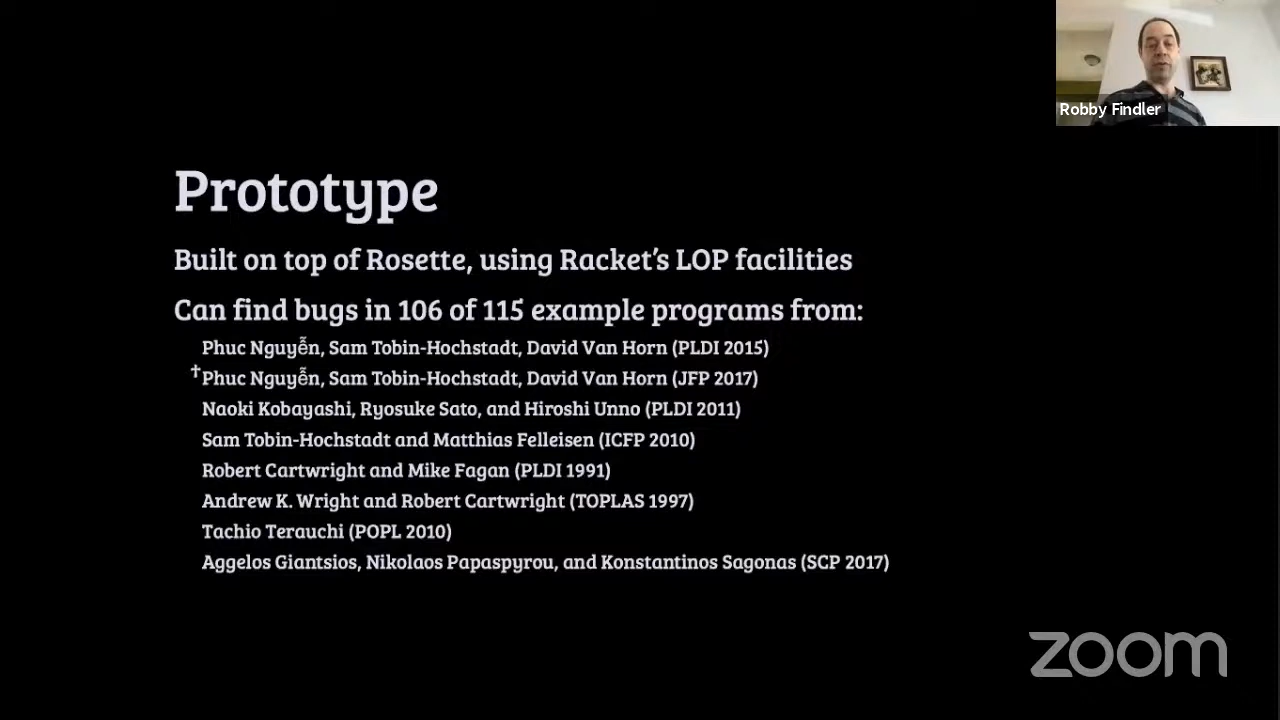 Robby Findler
Prototype
Built on top of Rosette, using Racket's LOP facilities
Can find bugs in 106 of 115 example programs from:
Phuc Nguyễn, Sam Tobin-Hochstadt, David Van Horn (PLDI 2015)
†Phuc Nguyễn, Sam Tobin-Hochstadt, David Van Horn (JFP 2017)
Naoki Kobayashi, Ryosuke Sato, and Hiroshi Unno (PLDI 2011)
Sam Tobin-Hochstadt and Matthias Felleisen (ICFP 2010)
Robert Cartwright and Mike Fagan (PLDI 1991)
Andrew K. Wright and Robert Cartwright (TOPLAS 1997)
Tachio Terauchi (POPL 2010)
Aggelos Giantsios, Nikolaos Papaspyrou, and Konstantinos Sagonas (SCP 2017)
zoom